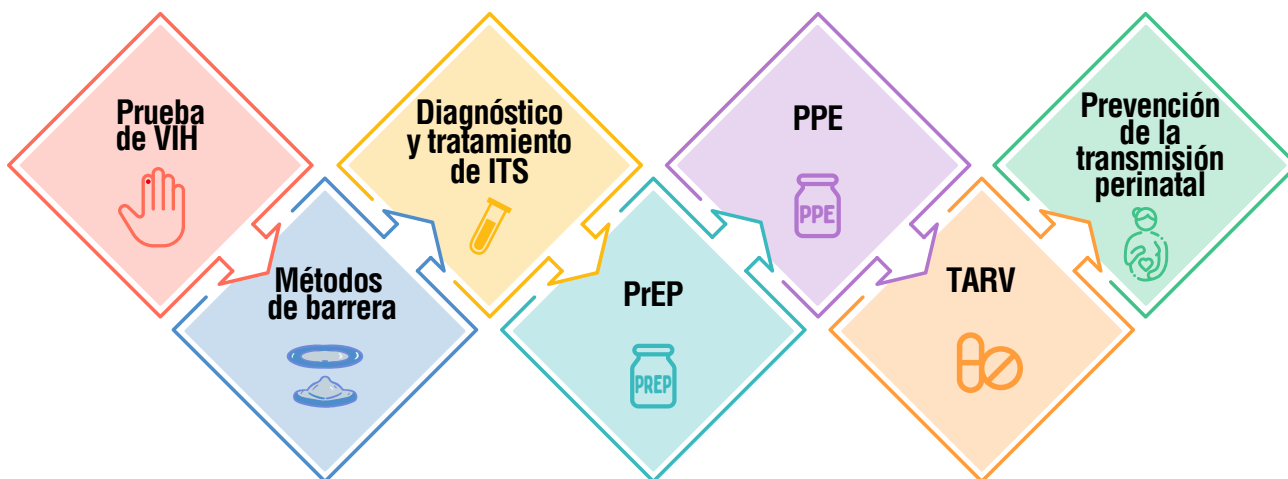 Prueba
de VIH
Métodos
de barrera
Diagnóstico
y tratamiento
de ITS
PrEP
PREP
PPE
PPE
TARV
Prevención
de la
transmisión
perinatal